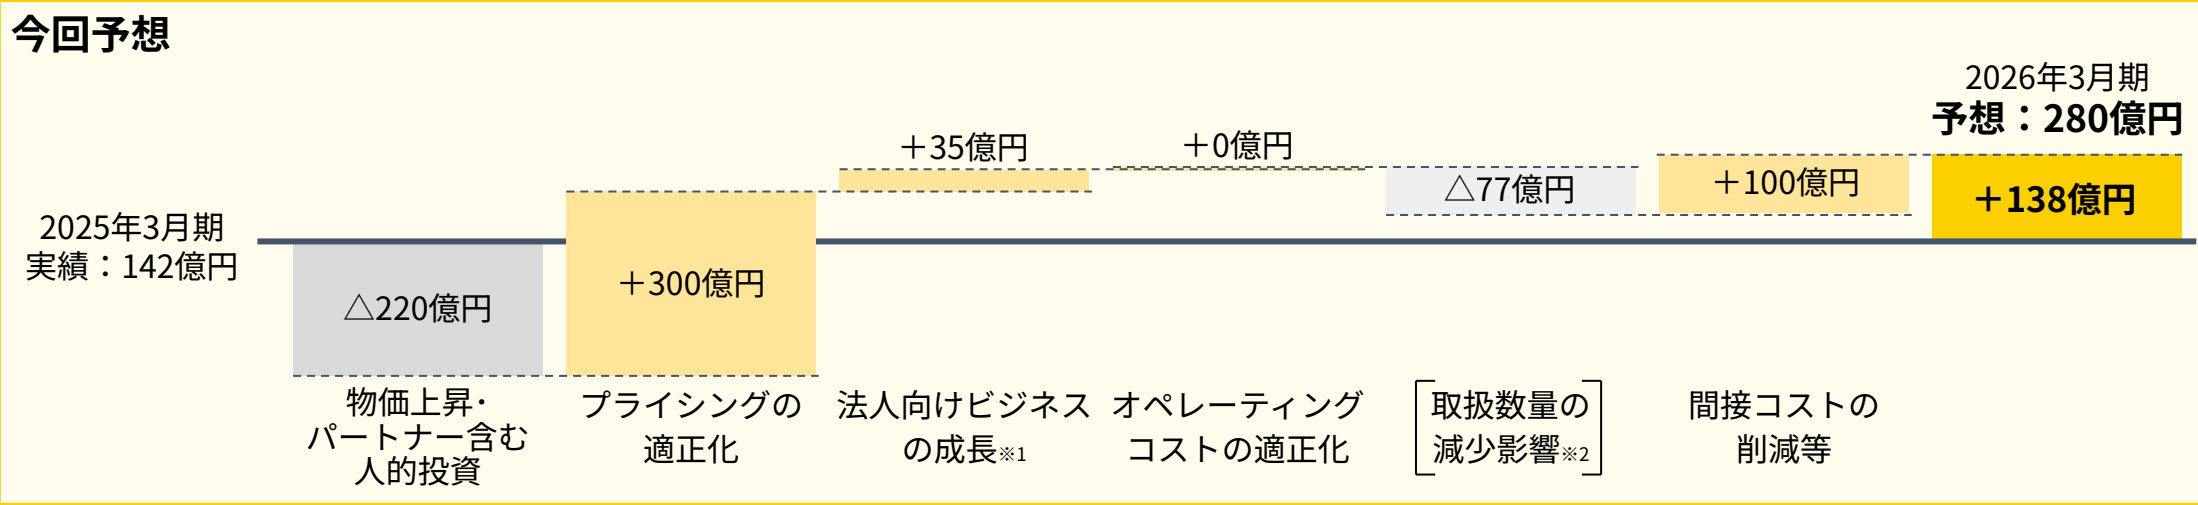 今回予想
2026年3月期
予想：280億円
＋35億円
＋0億円
△77億円
＋100億円
＋138億円
2025年3月期
実績：142億円
△220億円
＋300億円
物価上昇・
パートナー含む
人的投資
プライシングの
適正化
法人向けビジネス
の成長※1
オペレーティング
コストの適正化
取扱数量の
減少影響※2
間接コストの
削減等